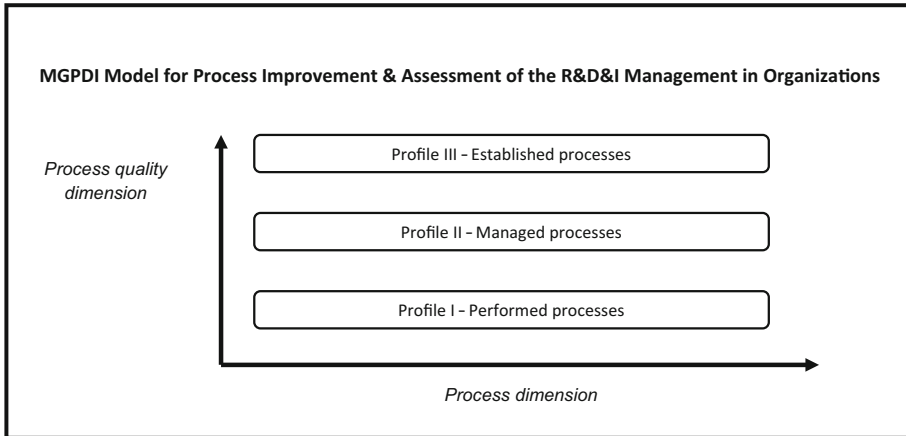 MGPDI Model for Process Improvement & Assessment of the R&D&I Management in Organizations
Process quality
dimension
Profile III - Established processes
Profile II - Managed processes
Profile I - Performed processes
Process dimension